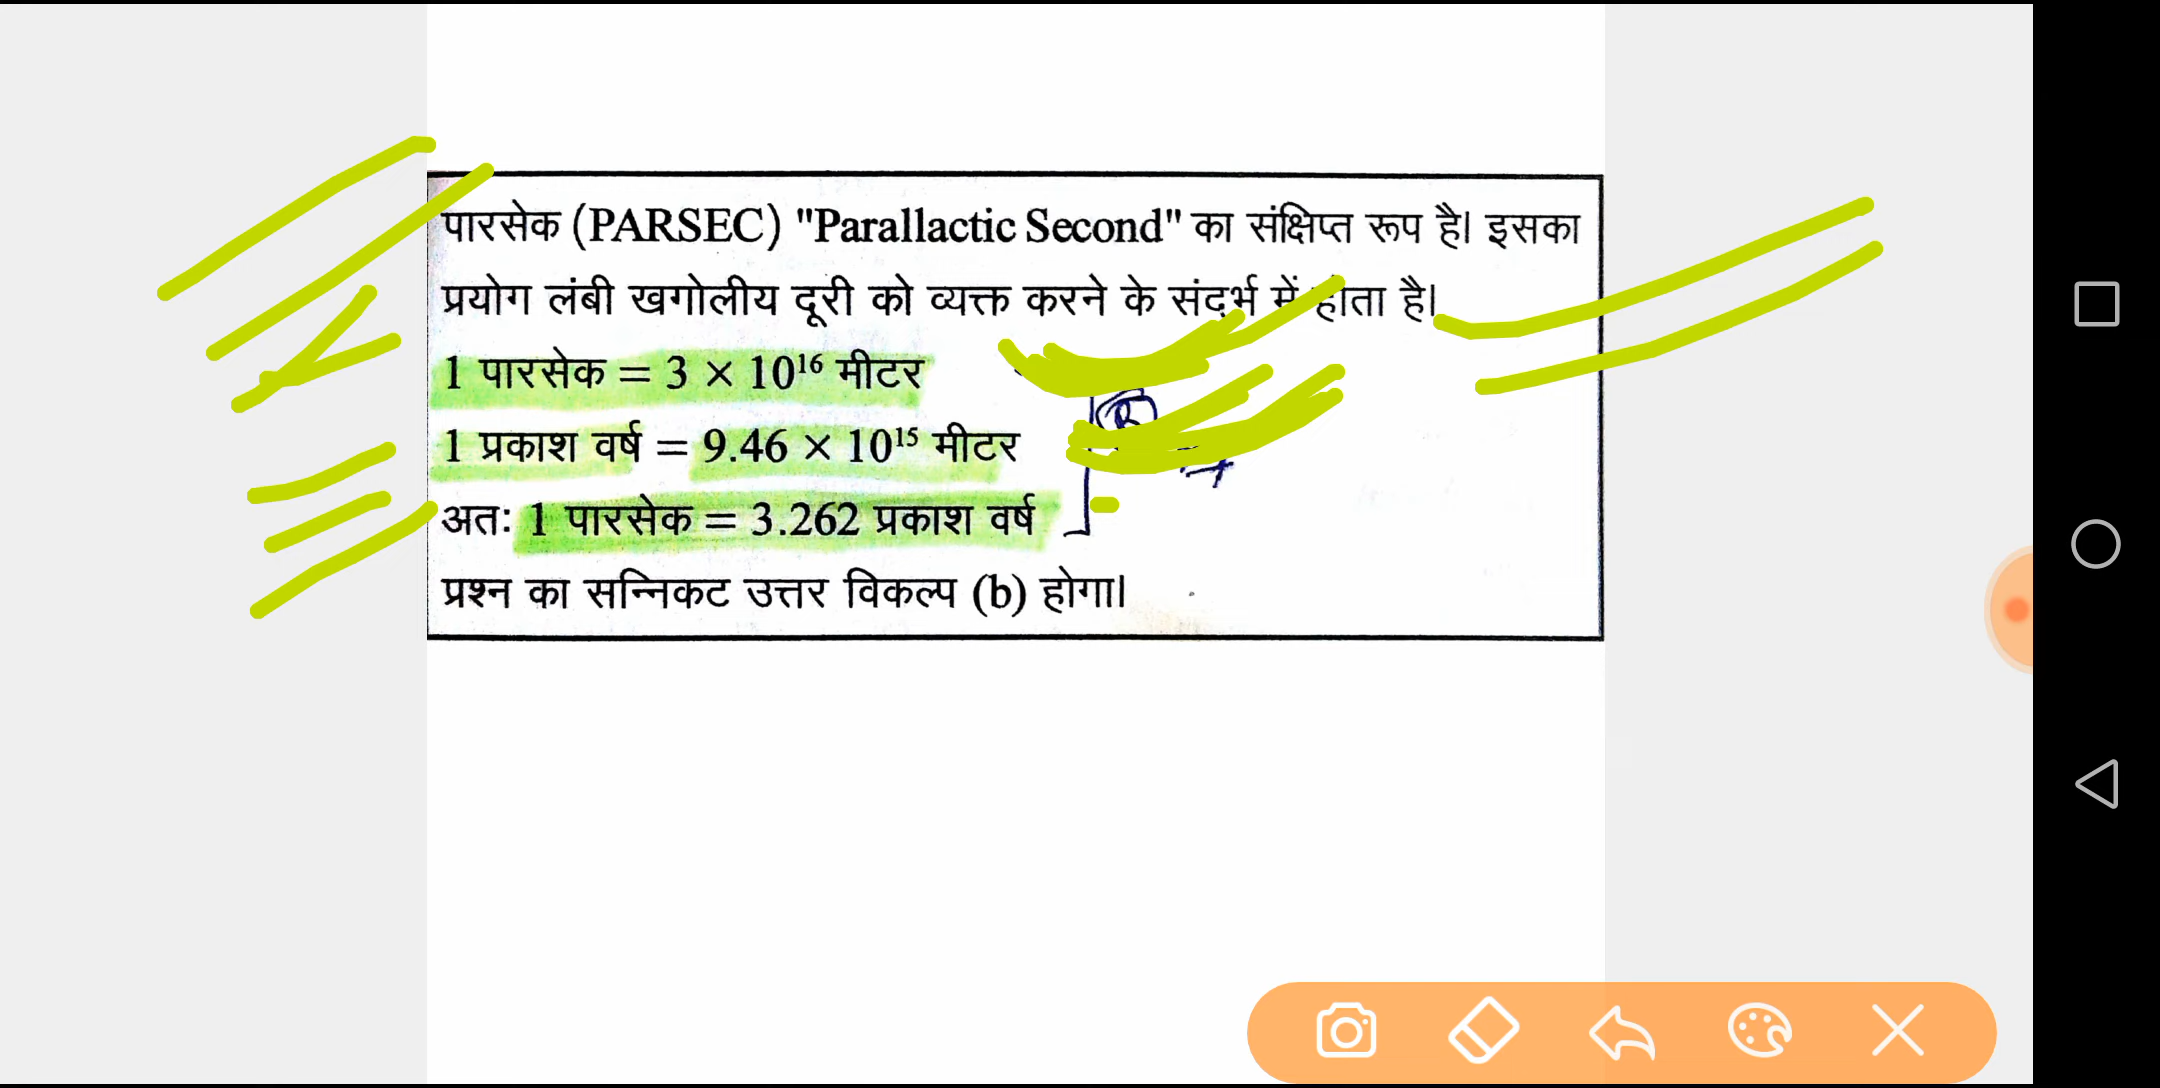 पारसेक (PARSEC) "Parallactic Second" का संक्षिप्त रूप है। इसका
प्रयोग लंबी खगोलीय दूरी को व्यक्त करने के संदर्भ में होता है।
1 पारसेक = 3 × 10¹⁶ मीटर
1 प्रकाश वर्ष = 9.46 × 10¹⁵ मीटर
अतः 1 पारसेक = 3.262 प्रकाश वर्ष
प्रश्न का सन्निकट उत्तर विकल्प (b) होगा।